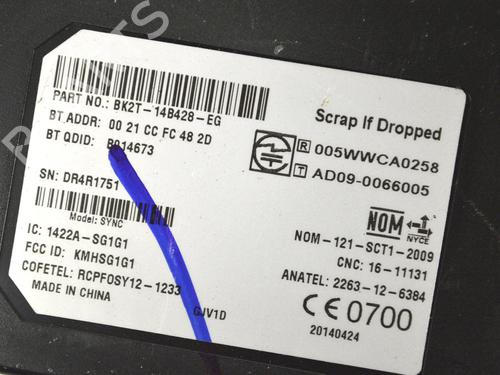 PART NO.: BK2T-14B428-EG
BT ADDR: 00 21 CC FC 48 2D
BT QDID: B014673
SN: DR4R1751
Model: SYNC
IC: 1422A-SG1G1
FCC ID: KMHSG1G1
COFETEL: RCPFOSY12-1233
MADE IN CHINA
GJV1D
Scrap If Dropped
R 005WWCA0258
T AD09-0066005
NOM
NYCE
NOM-121-SCT1-2009
CNC: 16-11131
ANATEL: 2263-12-6384
CE 0700
20140424